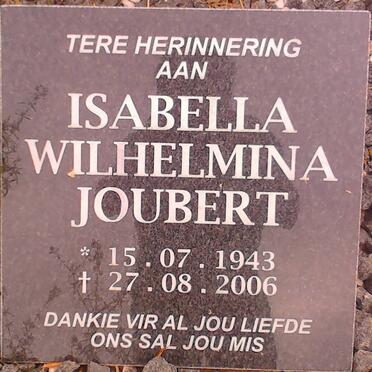 TERE HERINNERING
AAN
ISABELLA
WILHELMINA
JOUBERT
* 15 . 07 . 1943
† 27 . 08 . 2006
DANKIE VIR AL JOU LIEFDE
ONS SAL JOU MIS